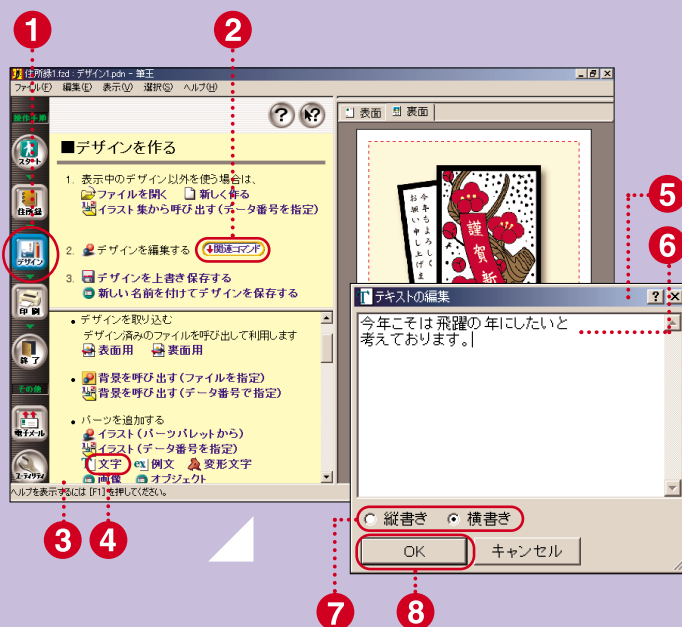 1
2
住所録1.fzd : デザイン1.pdn - 筆王
ファイル(F) 編集(E) 表示(V) 選択(S) ヘルプ(H)
操作手順
スタート
住所録
デザイン
印刷
終了
その他
電子メール
ユーティリティ
■デザインを作る
1. 表示中のデザイン以外を使う場合は、
ファイルを開く 新しく作る
イラスト集から呼び出す(データ番号を指定)
2. デザインを編集する 関連コマンド
3. デザインを上書き保存する
新しい名前を付けてデザインを保存する
• デザインを取り込む
デザイン済みのファイルを呼び出して利用します
表面用 裏面用
• 背景を呼び出す(ファイルを指定)
背景を呼び出す(データ番号で指定)
• パーツを追加する
イラスト(パーツパレットから)
イラスト(データ番号を指定)
T 文字 ex 例文 変形文字
画像 オブジェクト
ヘルプを表示するには [F1] を押してください。
表面 裏面
謹賀新
今年もよろしく
お願い申し上げま
5
6
テキストの編集
今年こそは飛躍の年にしたいと
考えております。
縦書き 横書き
OK キャンセル
3
4
7
8